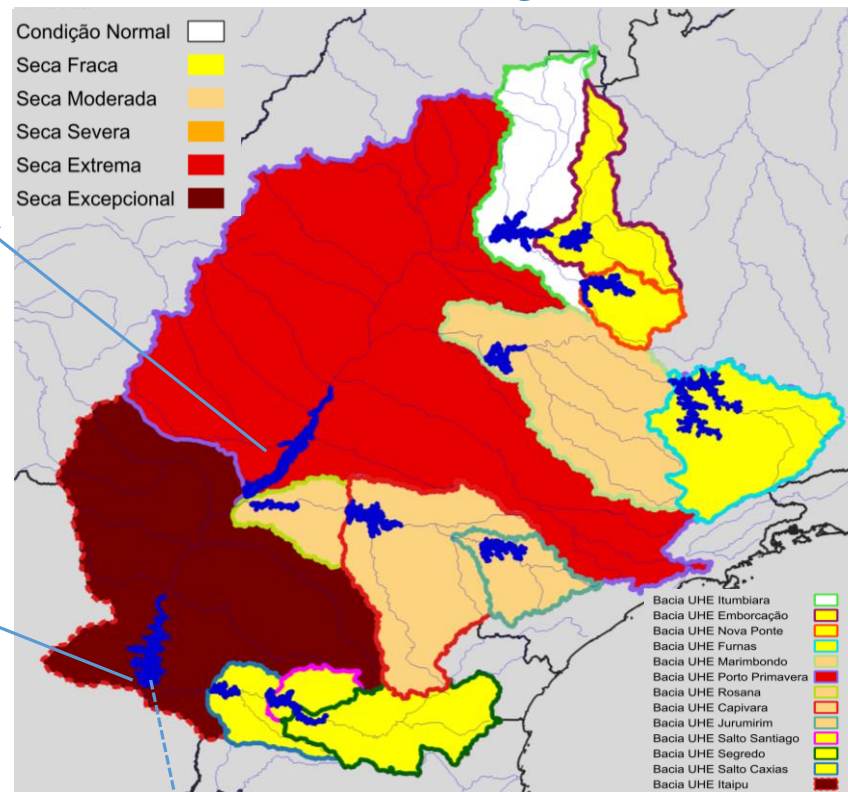 Condição Normal
Seca Fraca
Seca Moderada
Seca Severa
Seca Extrema
Seca Excepcional
Bacia UHE Itumbiara
Bacia UHE Emborcação
Bacia UHE Nova Ponte
Bacia UHE Furnas
Bacia UHE Marimbondo
Bacia UHE Porto Primavera
Bacia UHE Rosana
Bacia UHE Capivara
Bacia UHE Jurumirim
Bacia UHE Salto Santiago
Bacia UHE Segredo
Bacia UHE Salto Caxias
Bacia UHE Itaipu